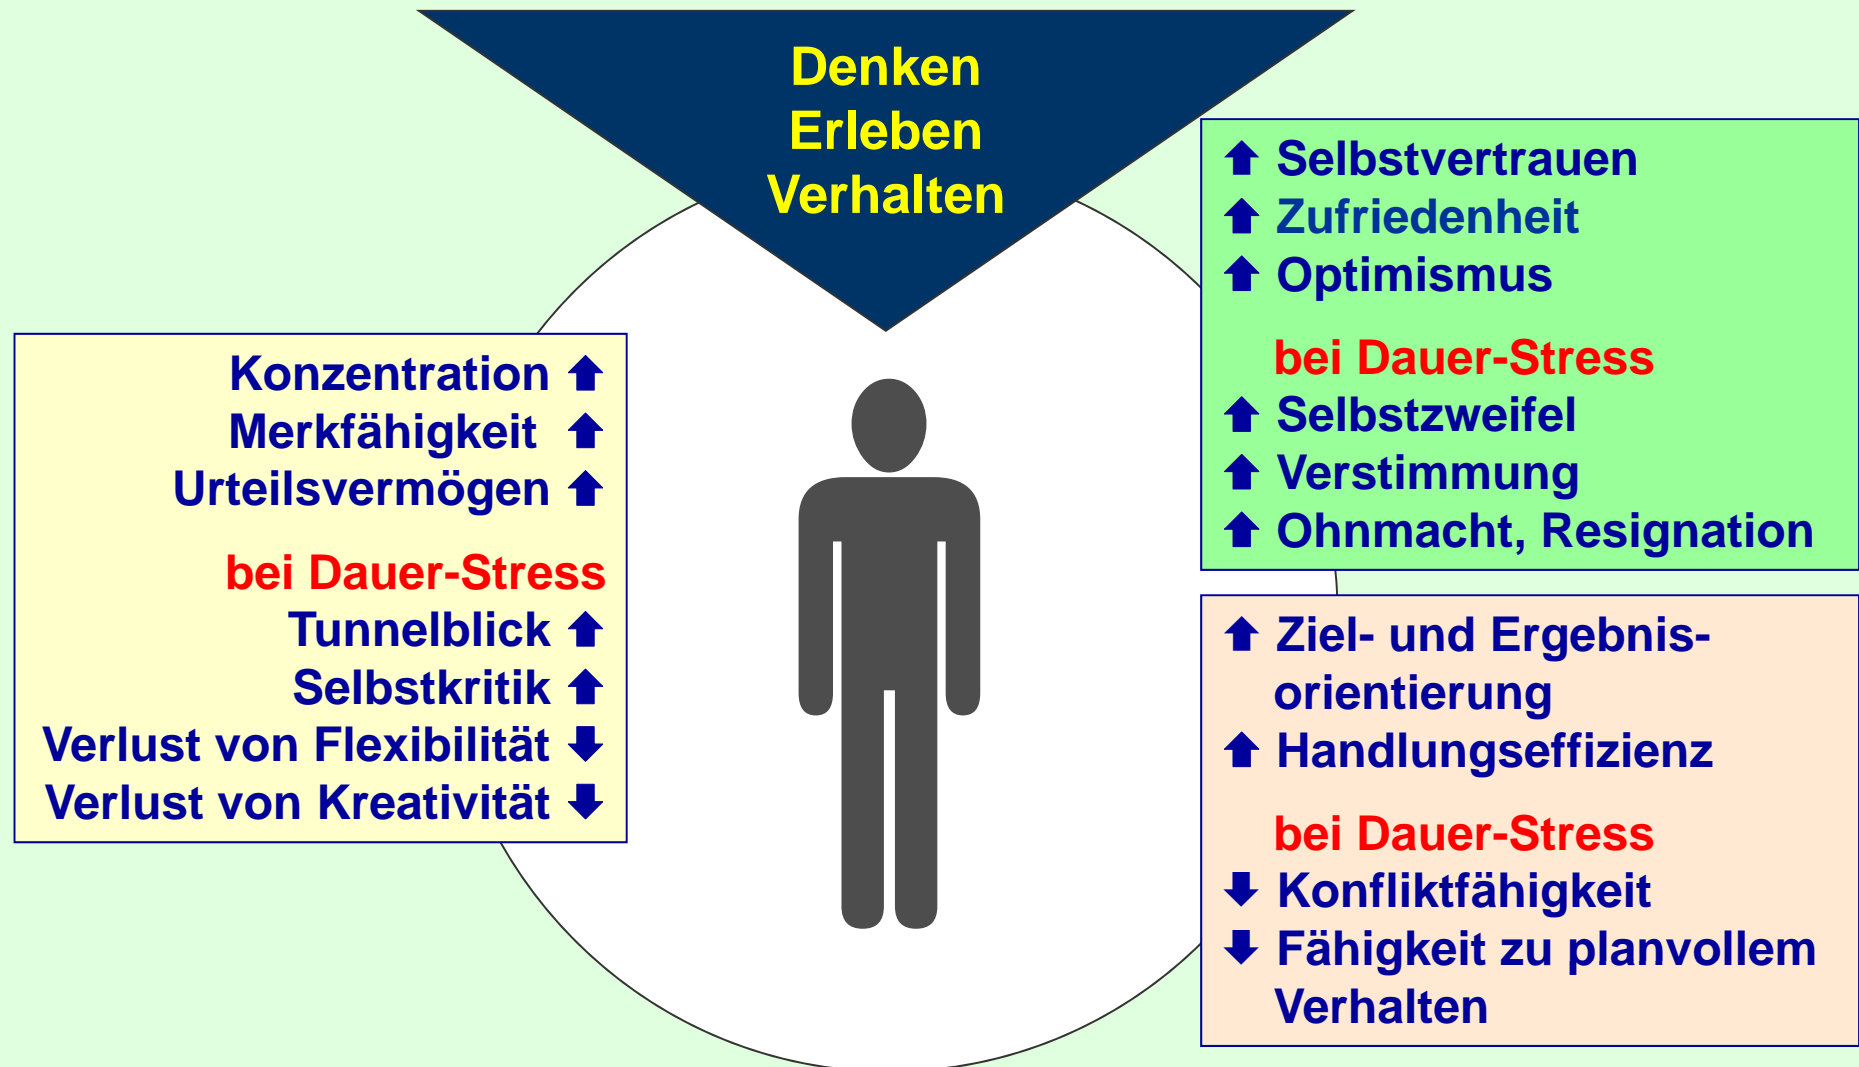 Denken
Erleben
Verhalten
Konzentration ⬆
Merkfähigkeit ⬆
Urteilsvermögen ⬆
bei Dauer-Stress
Tunnelblick ⬆
Selbstkritik ⬆
Verlust von Flexibilität ⬇
Verlust von Kreativität ⬇
⬆ Selbstvertrauen
⬆ Zufriedenheit
⬆ Optimismus
bei Dauer-Stress
⬆ Selbstzweifel
⬆ Verstimmung
⬆ Ohnmacht, Resignation
⬆ Ziel- und Ergebnis-
orientierung
⬆ Handlungseffizienz
bei Dauer-Stress
⬇ Konfliktfähigkeit
⬇ Fähigkeit zu planvollem
Verhalten